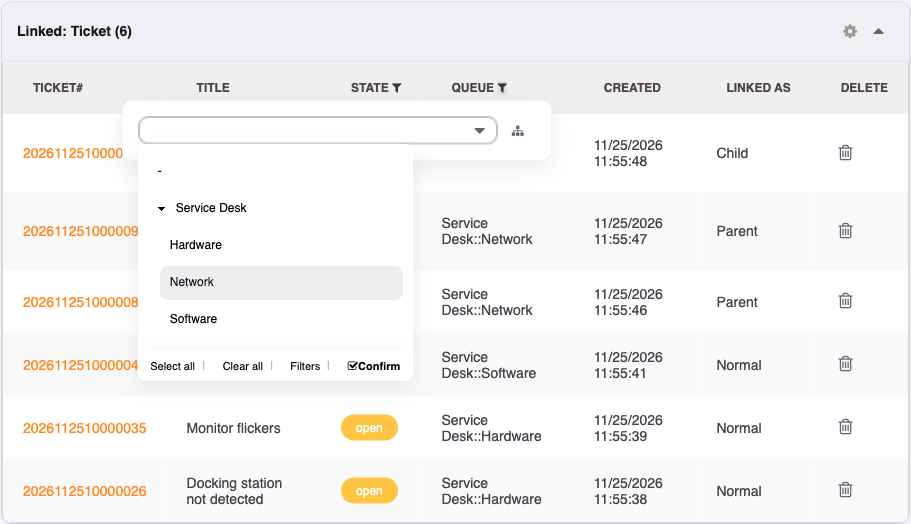 Linked: Ticket (6)
TICKET# TITLE STATE QUEUE CREATED LINKED AS DELETE
11/25/2026
2026112510000 Child
11:55:48
-
Service Desk
Hardware
Network
Software
Select all | Clear all | Filters | Confirm
Service 11/25/2026
2026112510000009 Parent
Desk::Network 11:55:47
Service 11/25/2026
2026112510000008 Parent
Desk::Network 11:55:46
Service 11/25/2026
2026112510000004 Normal
Desk::Software 11:55:41
Service 11/25/2026
2026112510000035 Monitor flickers open Normal
Desk::Hardware 11:55:39
Docking station Service 11/25/2026
2026112510000026 open Normal
not detected Desk::Hardware 11:55:38